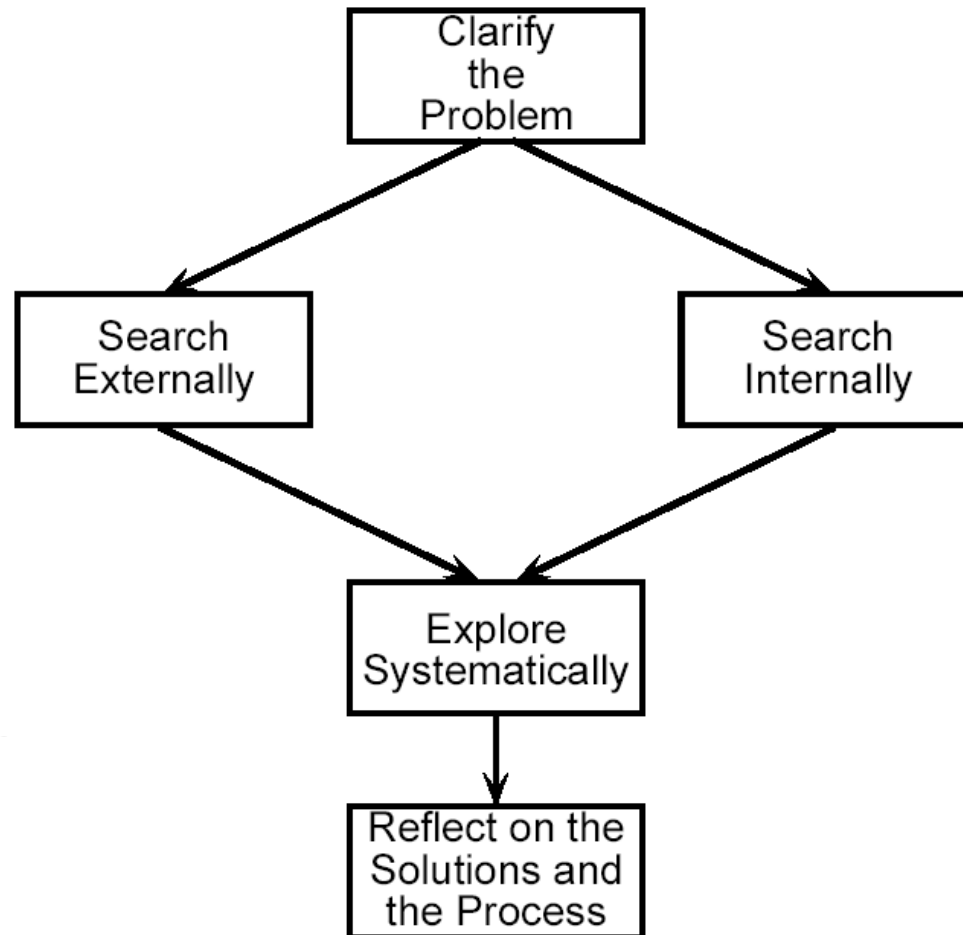 Clarify
the
Problem
Search
Externally
Search
Internally
Explore
Systematically
Reflect on the
Solutions and
the Process